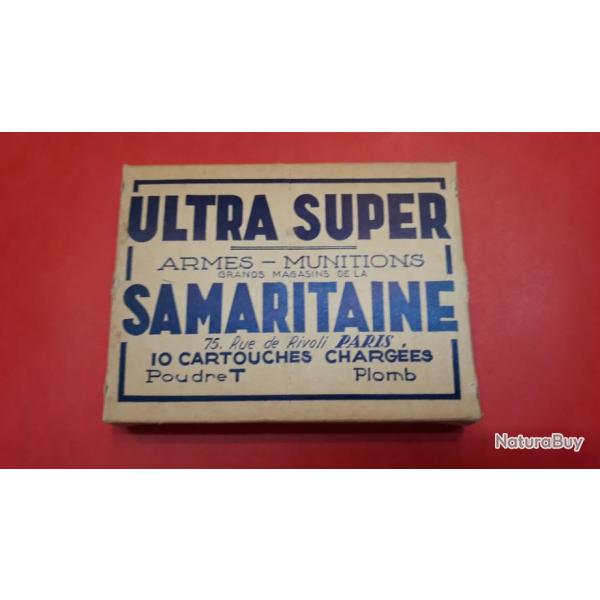 ULTRA SUPER
ARMES - MUNITIONS
GRANDS MAGASINS DE LA
SAMARITAINE
75. Rue de Rivoli PARIS.
10 CARTOUCHES CHARGÉES
Poudre T Plomb
NaturaBuy